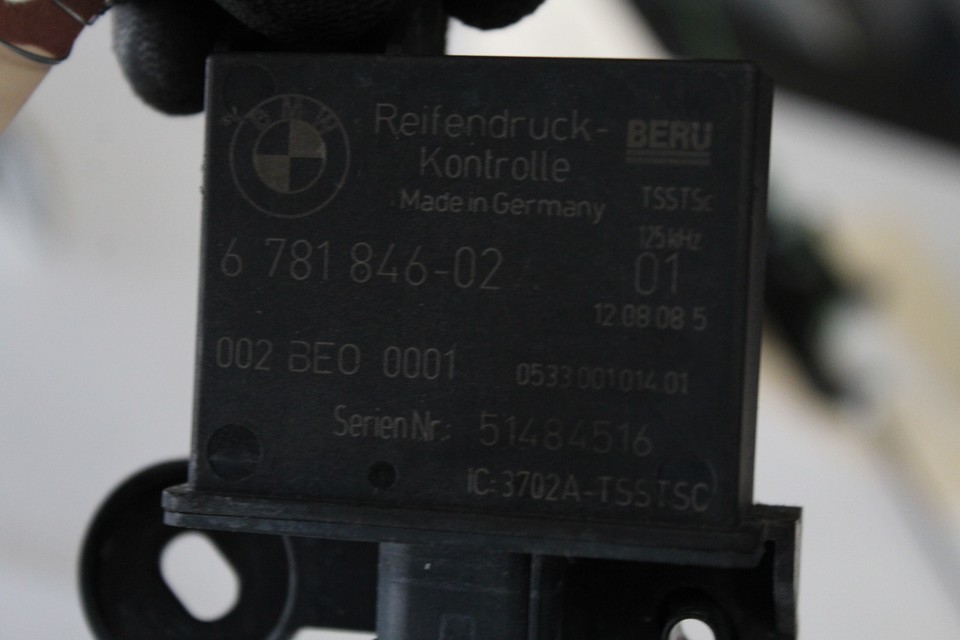 BMW
Reifendruck-
Kontrolle
Made in Germany
BERU
TSSTSc
125kHz
6 781 846-02
01
12 08 08 5
002 BEO 0001
0533 001 014 01
Serien Nr.: 51484516
IC: 3702A-TSSTSC